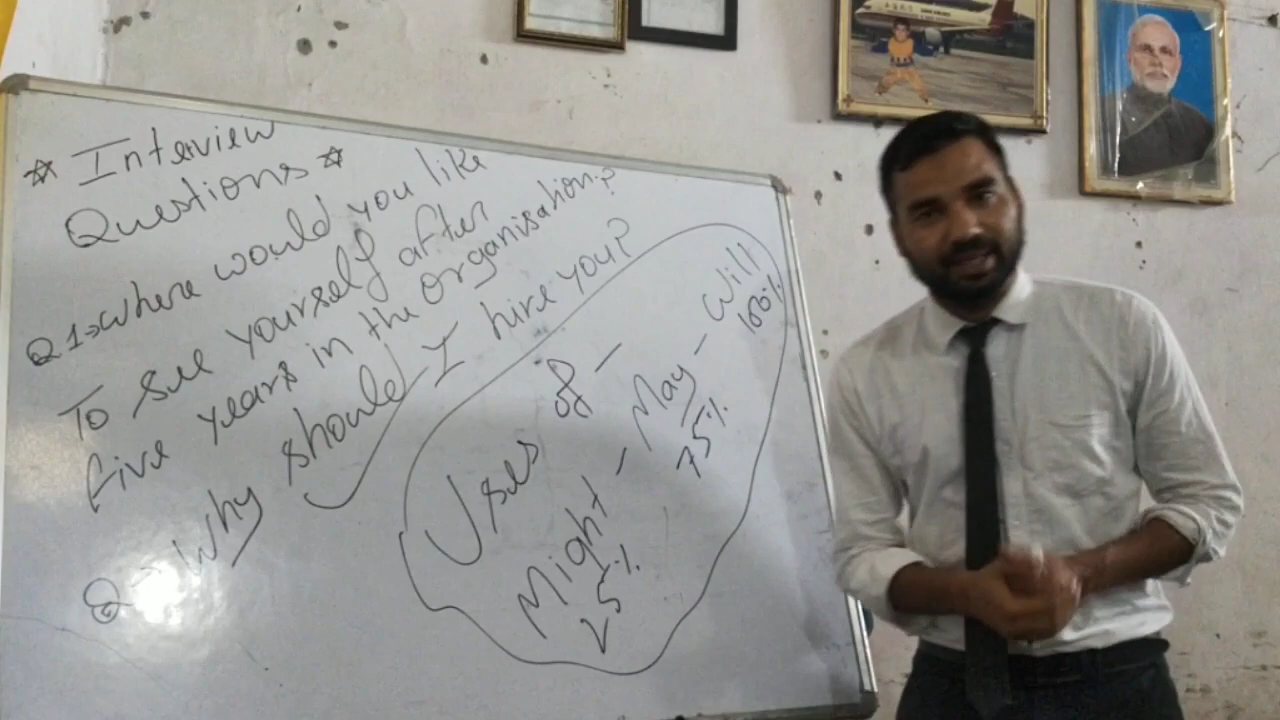 ☆ Interview
Questions ☆
Q1→ where would you like
To see yourself after
five years in the organisation?
Q - Why should I hire you?
Uses of -
Might - May - Will
25% 75% 100%